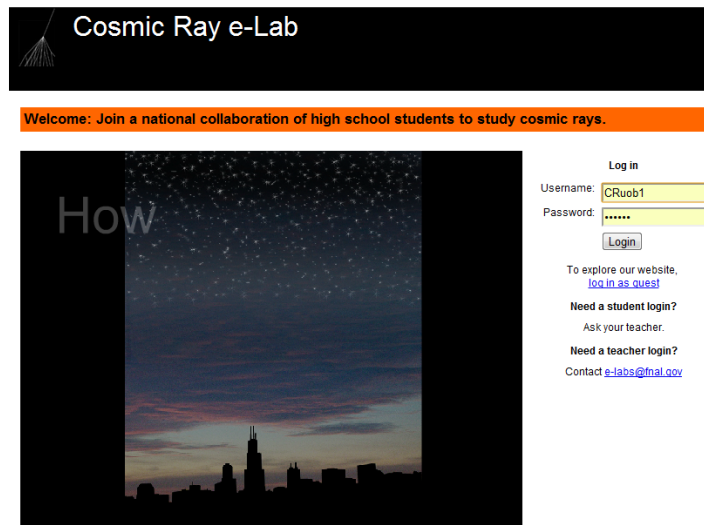 Cosmic Ray e-Lab
Welcome: Join a national collaboration of high school students to study cosmic rays.
How
Log in
Username: CRuob1
Password: ••••••
Login
To explore our website,
log in as guest
Need a student login?
Ask your teacher.
Need a teacher login?
Contact e-labs@fnal.gov